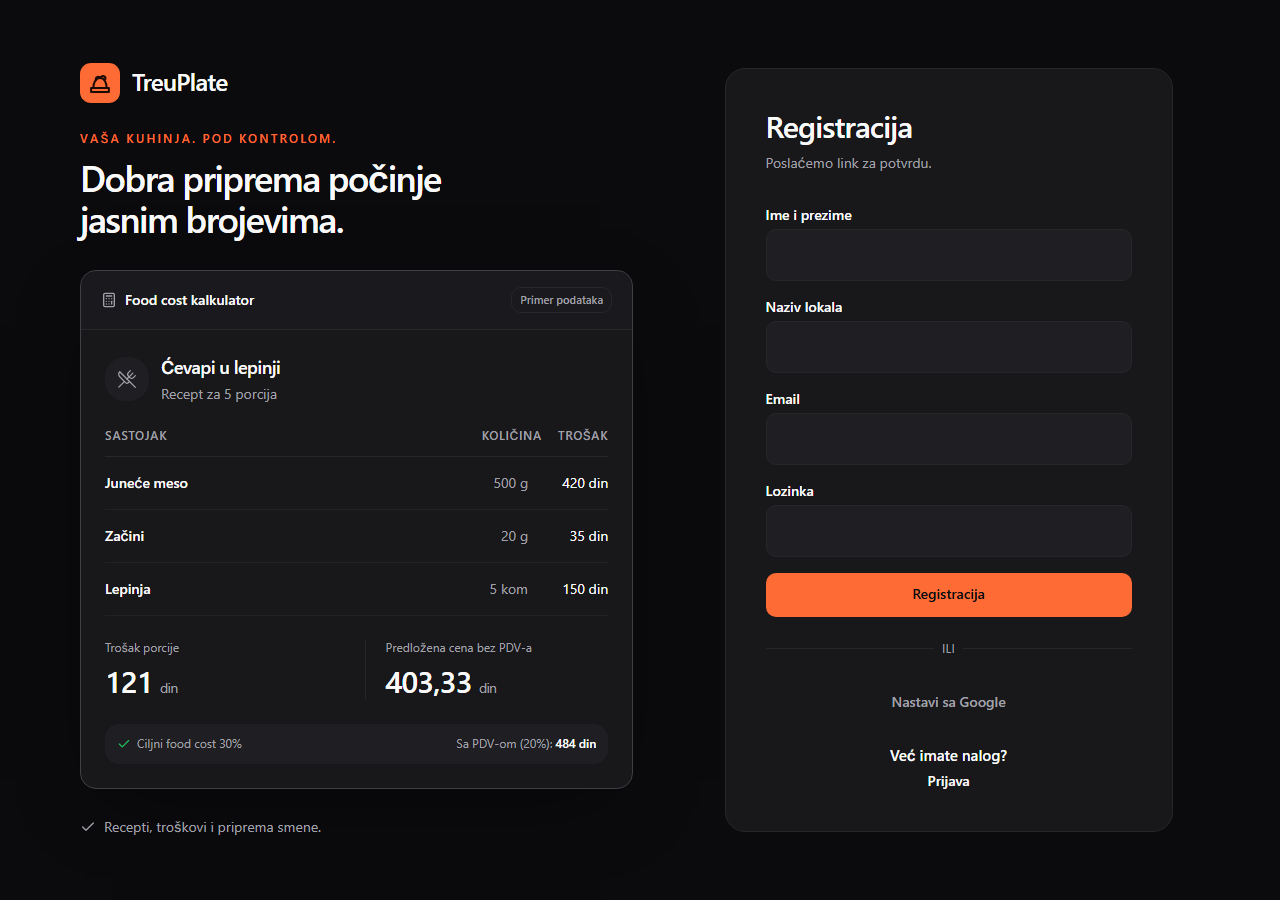 TreuPlate
VAŠA KUHINJA. POD KONTROLOM.
Dobra priprema počinje
jasnim brojevima.
Food cost kalkulator
Primer podataka
Ćevapi u lepinji
Recept za 5 porcija
SASTOJAK KOLIČINA TROŠAK
Juneće meso 500 g 420 din
Začini 20 g 35 din
Lepinja 5 kom 150 din
Trošak porcije
121 din
Predložena cena bez PDV-a
403,33 din
Ciljni food cost 30%
Sa PDV-om (20%): 484 din
Recepti, troškovi i priprema smene.
Registracija
Poslaćemo link za potvrdu.
Ime i prezime
Naziv lokala
Email
Lozinka
Registracija
ILI
Nastavi sa Google
Već imate nalog?
Prijava